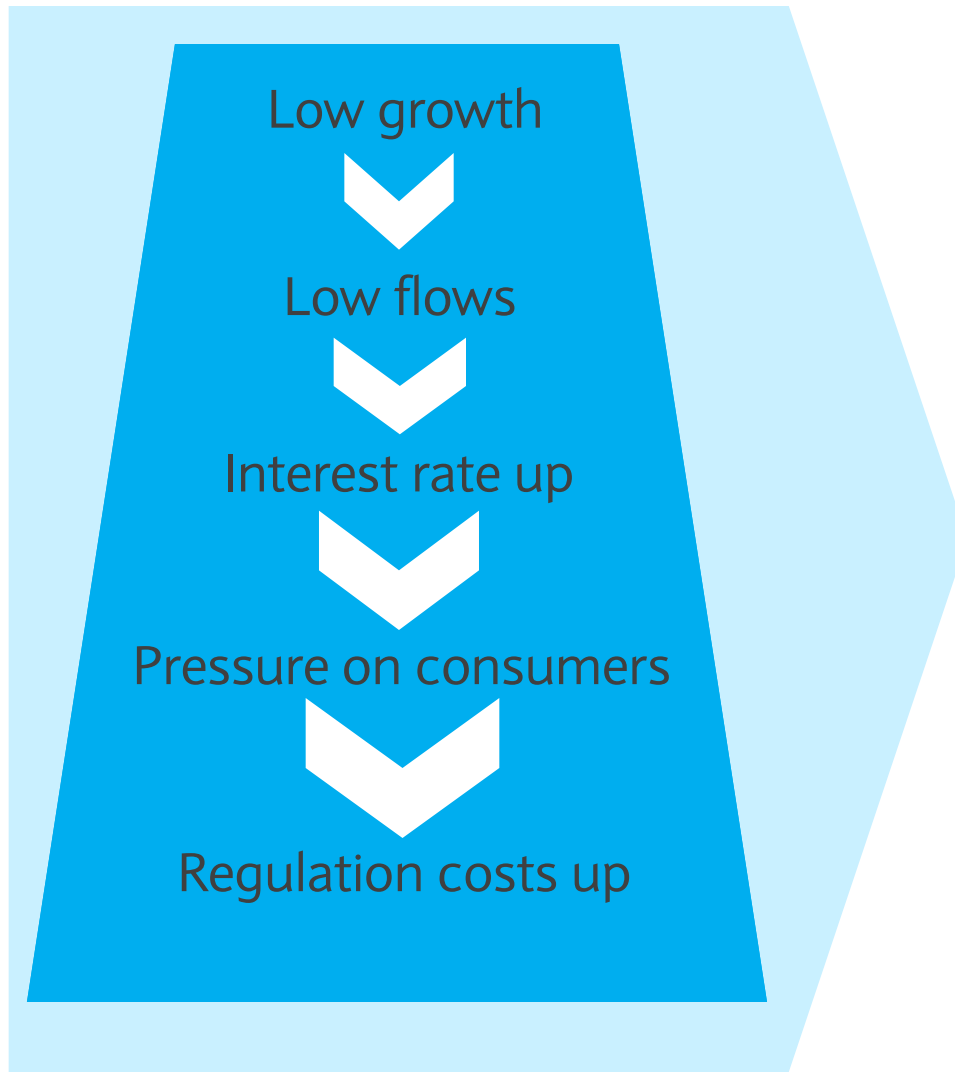 Low growth
Low flows
Interest rate up
Pressure on consumers
Regulation costs up